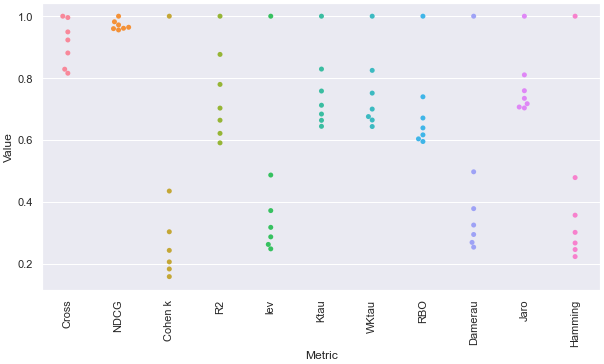 1.0
0.8
0.6
0.4
0.2
Value
Cross
NDCG
Cohen k
R2
lev
Ktau
WKtau
RBO
Damerau
Jaro
Hamming
Metric